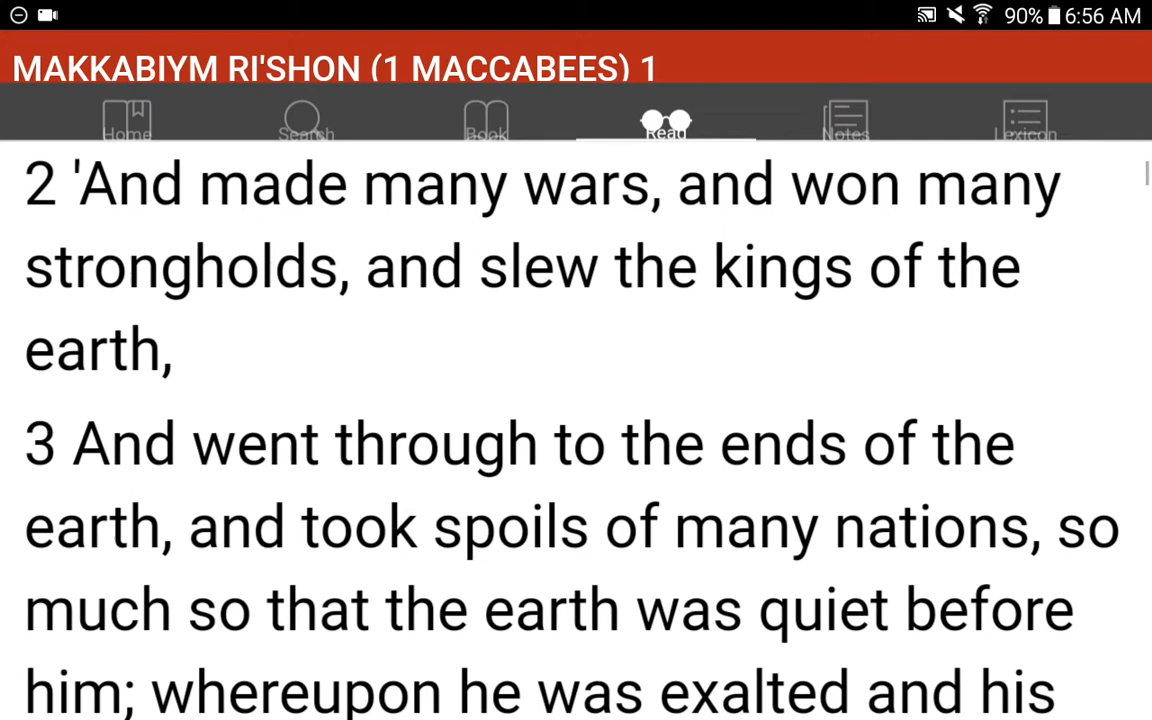 90% 6:56 AM
MAKKABIYM RI'SHON (1 MACCABEES) 1
Home Search Book Read Notes Lexicon
2 'And made many wars, and won many
strongholds, and slew the kings of the
earth,
3 And went through to the ends of the
earth, and took spoils of many nations, so
much so that the earth was quiet before
him; whereupon he was exalted and his